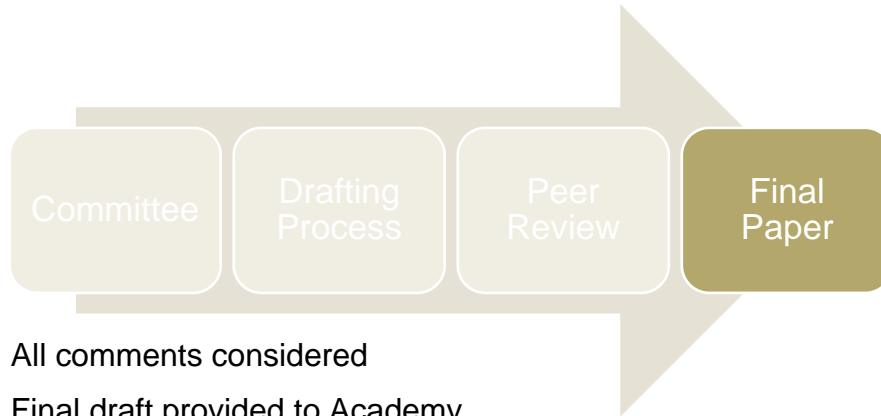 Committee
Drafting
Process
Peer
Review
Final
Paper
All comments considered
Final draft provided to Academy